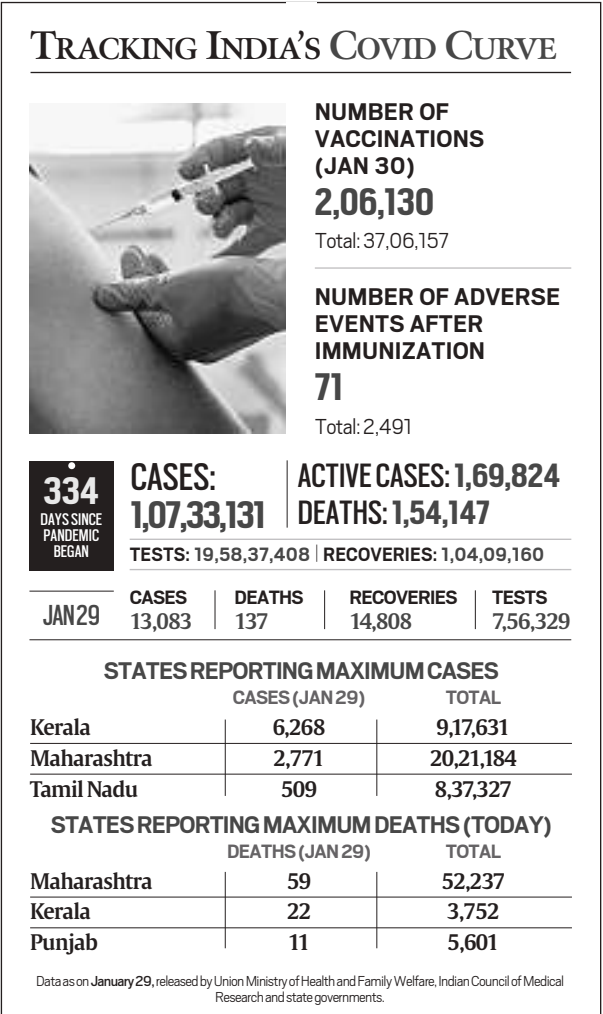 TRACKING INDIA'S COVID CURVE
NUMBER OF
VACCINATIONS
(JAN 30)
2,06,130
Total: 37,06,157
NUMBER OF ADVERSE
EVENTS AFTER
IMMUNIZATION
71
Total: 2,491
334
DAYS SINCE
PANDEMIC
BEGAN
CASES:
1,07,33,131
ACTIVE CASES: 1,69,824
DEATHS: 1,54,147
TESTS: 19,58,37,408 | RECOVERIES: 1,04,09,160
JAN 29
CASES DEATHS RECOVERIES TESTS
13,083 137 14,808 7,56,329
STATES REPORTING MAXIMUM CASES
CASES (JAN 29) TOTAL
Kerala 6,268 9,17,631
Maharashtra 2,771 20,21,184
Tamil Nadu 509 8,37,327
STATES REPORTING MAXIMUM DEATHS (TODAY)
DEATHS (JAN 29) TOTAL
Maharashtra 59 52,237
Kerala 22 3,752
Punjab 11 5,601
Data as on January 29, released by Union Ministry of Health and Family Welfare, Indian Council of Medical
Research and state governments.